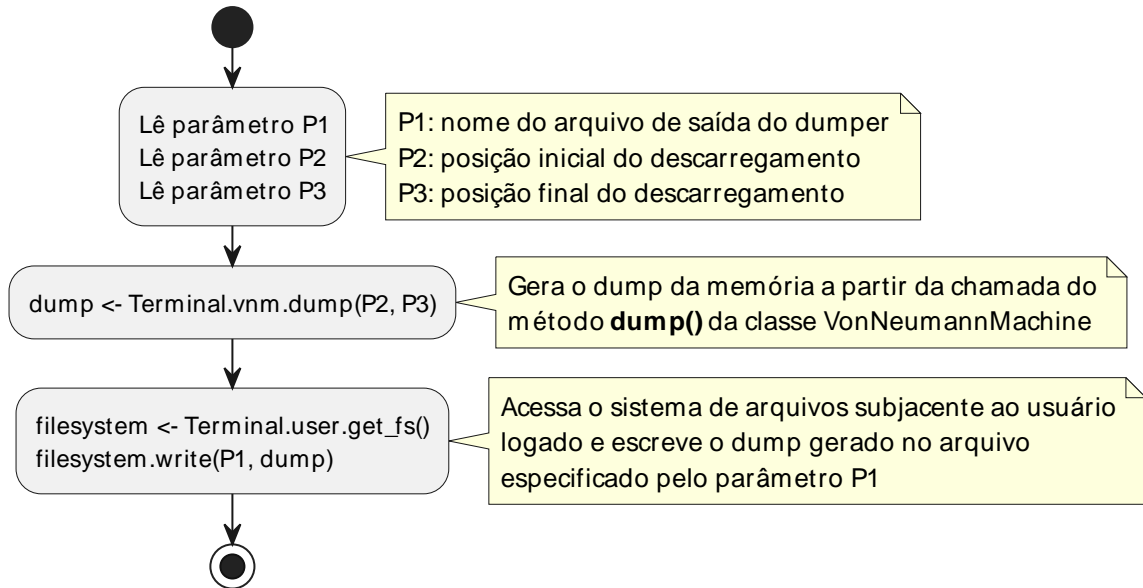 Lê parâmetro P1
Lê parâmetro P2
Lê parâmetro P3
P1: nome do arquivo de saída do dumper
P2: posição inicial do descarregamento
P3: posição final do descarregamento
dump <- Terminal.vnm.dump(P2, P3)
Gera o dump da memória a partir da chamada do
método dump() da classe VonNeumannMachine
filesystem <- Terminal.user.get_fs()
filesystem.write(P1, dump)
Acessa o sistema de arquivos subjacente ao usuário
logado e escreve o dump gerado no arquivo
especificado pelo parâmetro P1